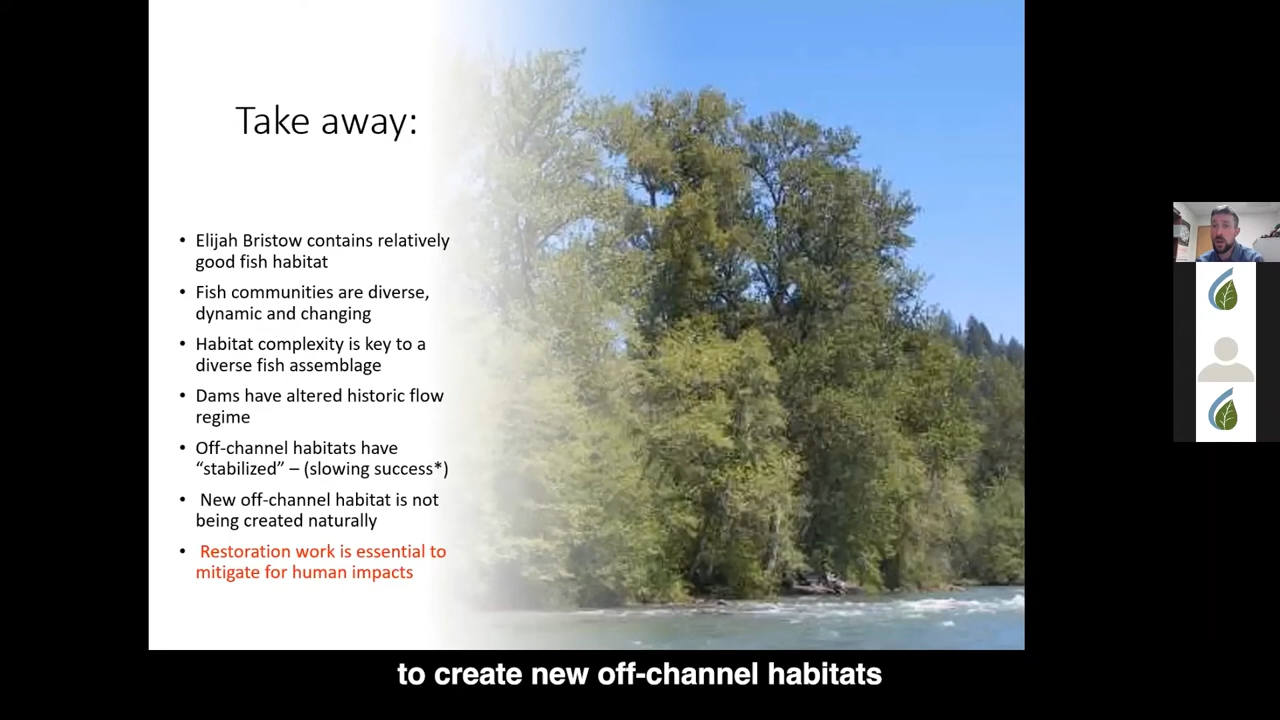 Take away:
• Elijah Bristow contains relatively
good fish habitat
• Fish communities are diverse,
dynamic and changing
• Habitat complexity is key to a
diverse fish assemblage
• Dams have altered historic flow
regime
• Off-channel habitats have
“stabilized” – (slowing success*)
• New off-channel habitat is not
being created naturally
• Restoration work is essential to
mitigate for human impacts
to create new off-channel habitats